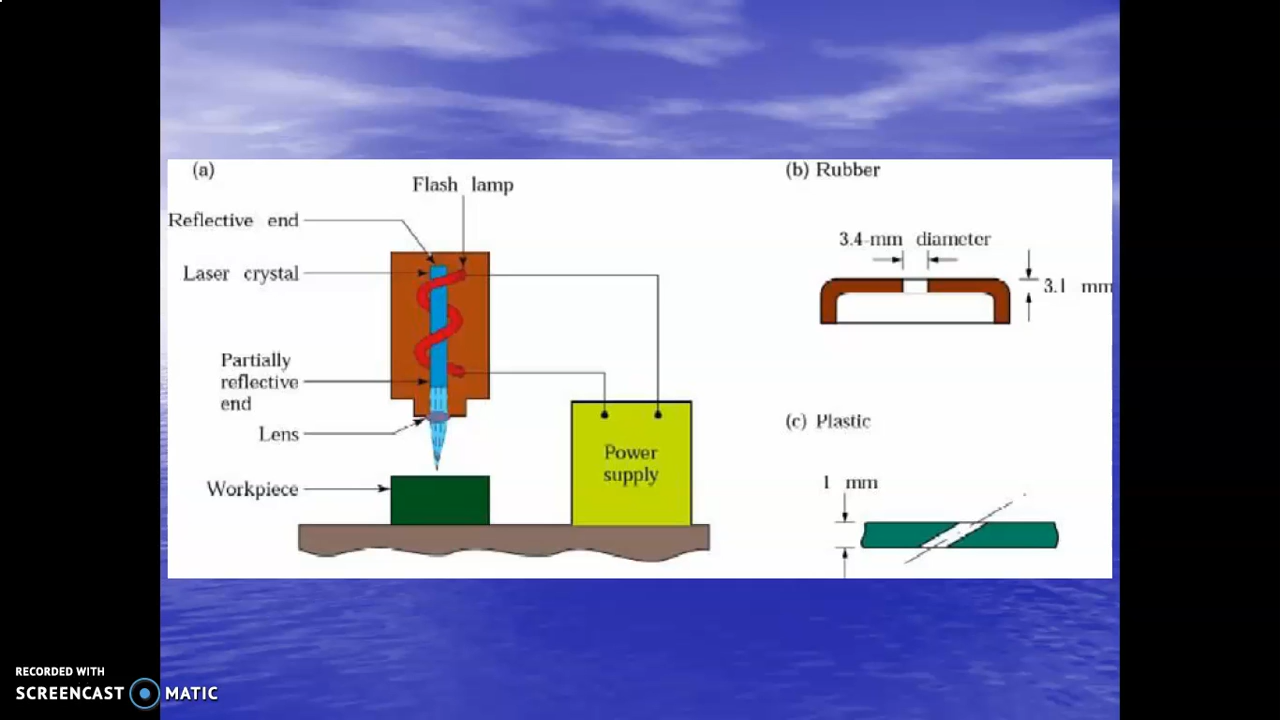 (a)
Flash lamp
Reflective end
Laser crystal
Partially
reflective
end
Lens
Workpiece
Power
supply
(b) Rubber
3.4-mm diameter
3.1 mm
(c) Plastic
1 mm
RECORDED WITH
SCREENCAST MATIC